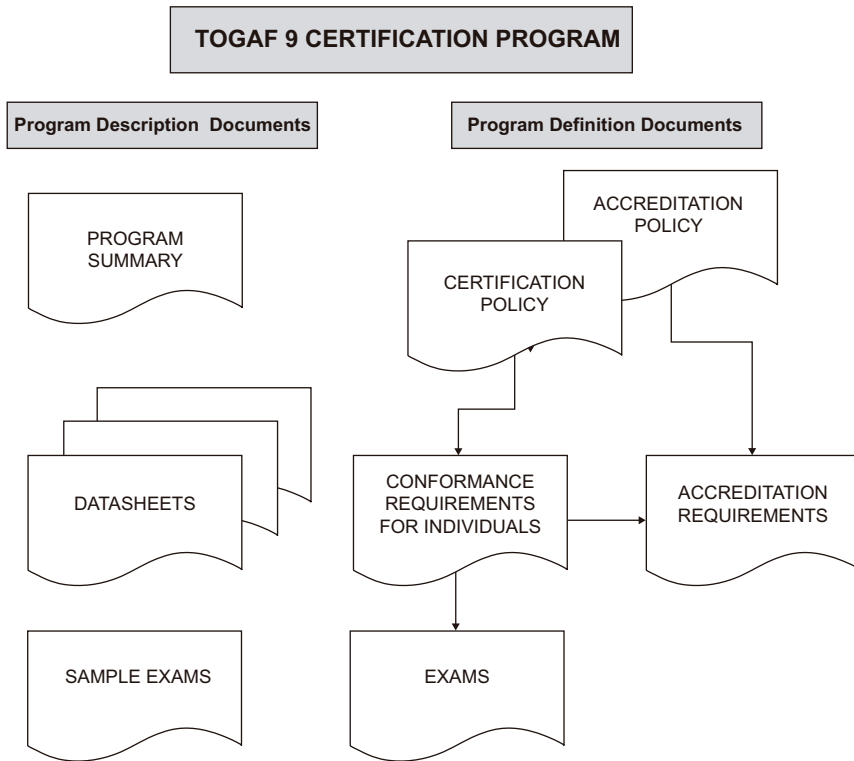 TOGAF 9 CERTIFICATION PROGRAM
Program Description  Documents
Program Definition Documents
PROGRAM
SUMMARY
ACCREDITATION
POLICY
CERTIFICATION
POLICY
DATASHEETS
CONFORMANCE
REQUIREMENTS
FOR INDIVIDUALS
ACCREDITATION
REQUIREMENTS
SAMPLE EXAMS
EXAMS